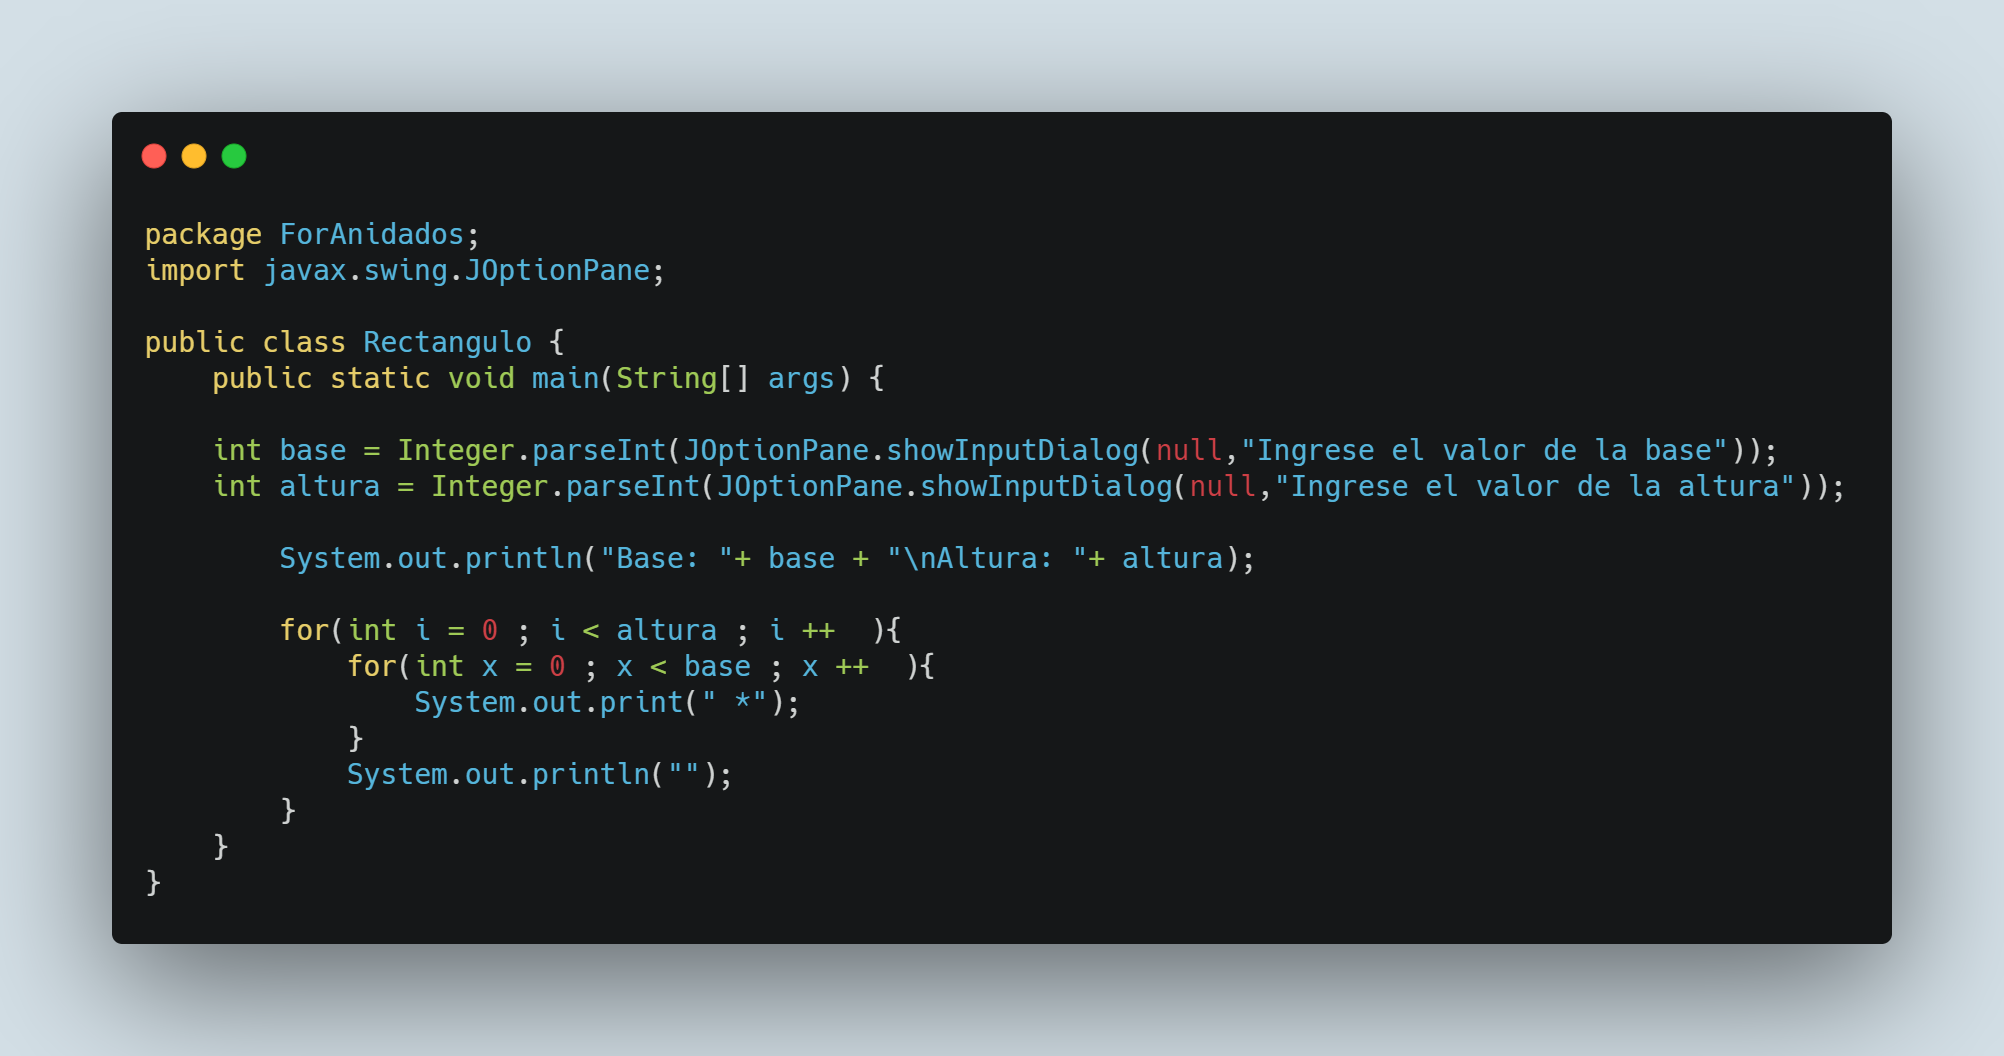 package ForAnidados;
import javax.swing.JOptionPane;

public class Rectangulo {
    public static void main(String[] args) {

    int base = Integer.parseInt(JOptionPane.showInputDialog(null,"Ingrese el valor de la base"));
    int altura = Integer.parseInt(JOptionPane.showInputDialog(null,"Ingrese el valor de la altura"));

        System.out.println("Base: "+ base + "\nAltura: "+ altura);

        for(int i = 0 ; i < altura ; i ++  ){
            for(int x = 0 ; x < base ; x ++  ){
                System.out.print(" *");
            }
            System.out.println("");
        }
    }
}